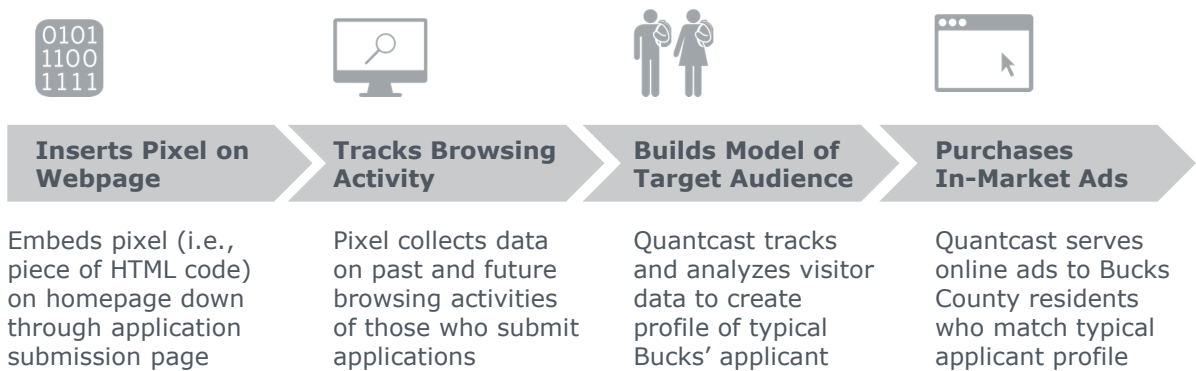 0101
1100
1111
Inserts Pixel on
Webpage
Embeds pixel (i.e.,
piece of HTML code)
on homepage down
through application
submission page
Tracks Browsing
Activity
Pixel collects data
on past and future
browsing activities
of those who submit
applications
Builds Model of
Target Audience
Quantcast tracks
and analyzes visitor
data to create
profile of typical
Bucks’ applicant
Purchases
In-Market Ads
Quantcast serves
online ads to Bucks
County residents
who match typical
applicant profile